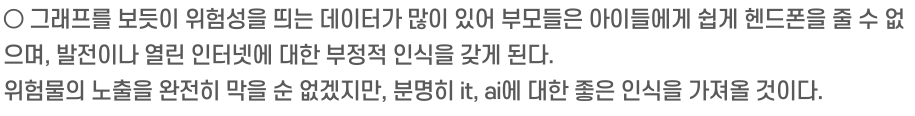 ○ 그래프를 보듯이 위험성을 띄는 데이터가 많이 있어 부모들은 아이들에게 쉽게 헨드폰을 줄 수 없
으며, 발전이나 열린 인터넷에 대한 부정적 인식을 갖게 된다.
위험물의 노출을 완전히 막을 순 없겠지만, 분명히 it, ai에 대한 좋은 인식을 가져올 것이다.